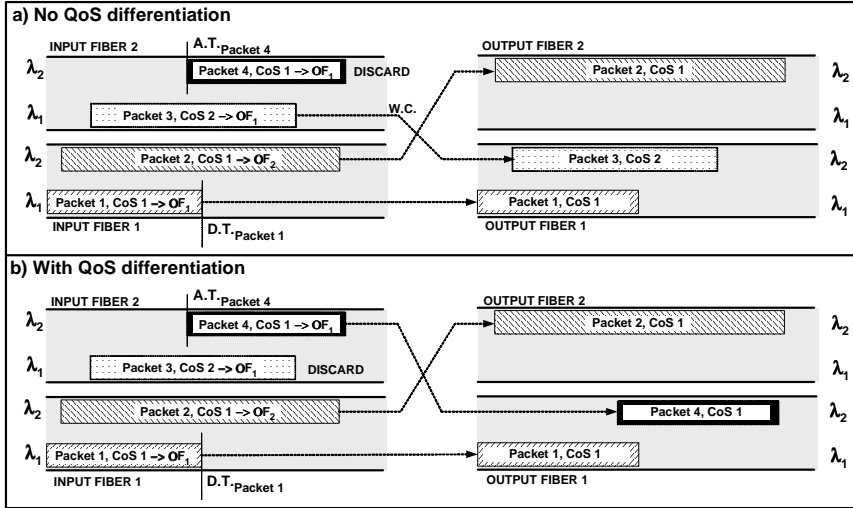 a) No QoS differentiation
INPUT FIBER 2
A.T.Packet 4
OUTPUT FIBER 2
λ2
Packet 4, CoS 1 –> OF1
DISCARD
Packet 2, CoS 1
λ2
λ1
Packet 3, CoS 2 –> OF1
W.C.
λ1
λ2
Packet 2, CoS 1 –> OF2
Packet 3, CoS 2
λ2
λ1
Packet 1, CoS 1 –> OF1
Packet 1, CoS 1
λ1
INPUT FIBER 1
D.T.Packet 1
OUTPUT FIBER 1
b) With QoS differentiation
INPUT FIBER 2
A.T.Packet 4
OUTPUT FIBER 2
λ2
Packet 4, CoS 1 –> OF1
Packet 2, CoS 1
λ2
λ1
Packet 3, CoS 2 –> OF1
DISCARD
λ1
λ2
Packet 2, CoS 1 –> OF2
Packet 4, CoS 1
λ2
λ1
Packet 1, CoS 1 –> OF1
Packet 1, CoS 1
λ1
INPUT FIBER 1
D.T.Packet 1
OUTPUT FIBER 1